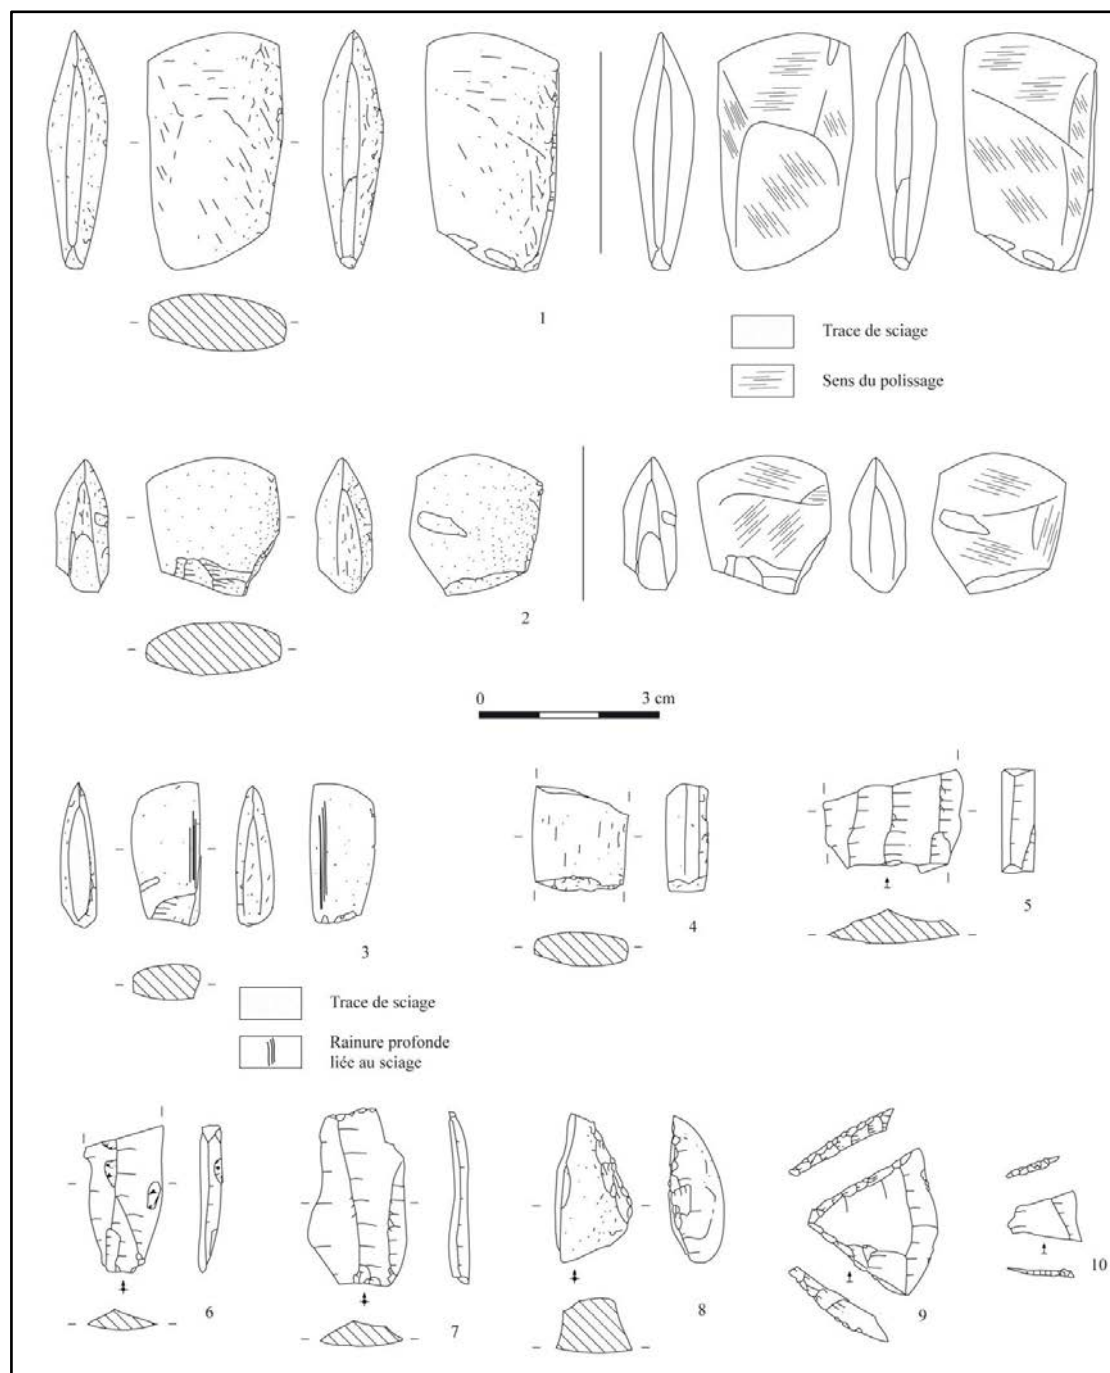 1
Trace de sciage
Sens du polissage
2
0 3 cm
3
4
5
Trace de sciage
Rainure profonde
liée au sciage
6
7
8
9
10